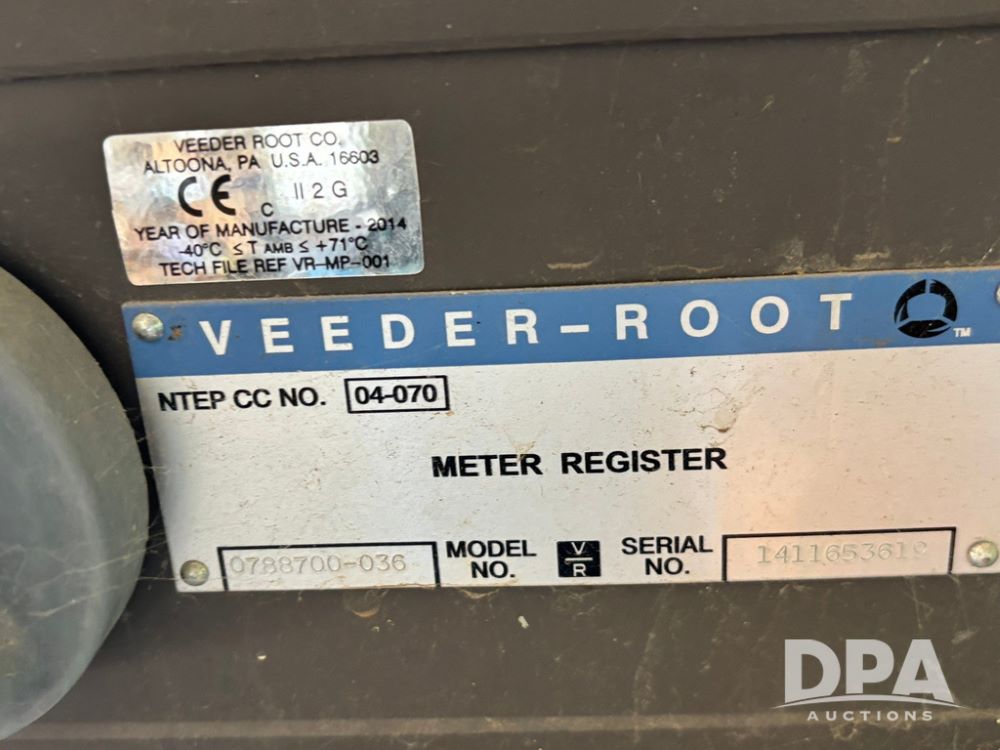 VEEDER ROOT CO.
ALTOONA, PA U.S.A. 16603
CE II 2 G
C
YEAR OF MANUFACTURE - 2014
-40°C ≤ T AMB ≤ +71°C
TECH FILE REF VR-MP-001
VEEDER-ROOT TM
NTEP CC NO. 04-070
METER REGISTER
0788700-036 MODEL NO. V/R SERIAL NO.
DPA
AUCTIONS